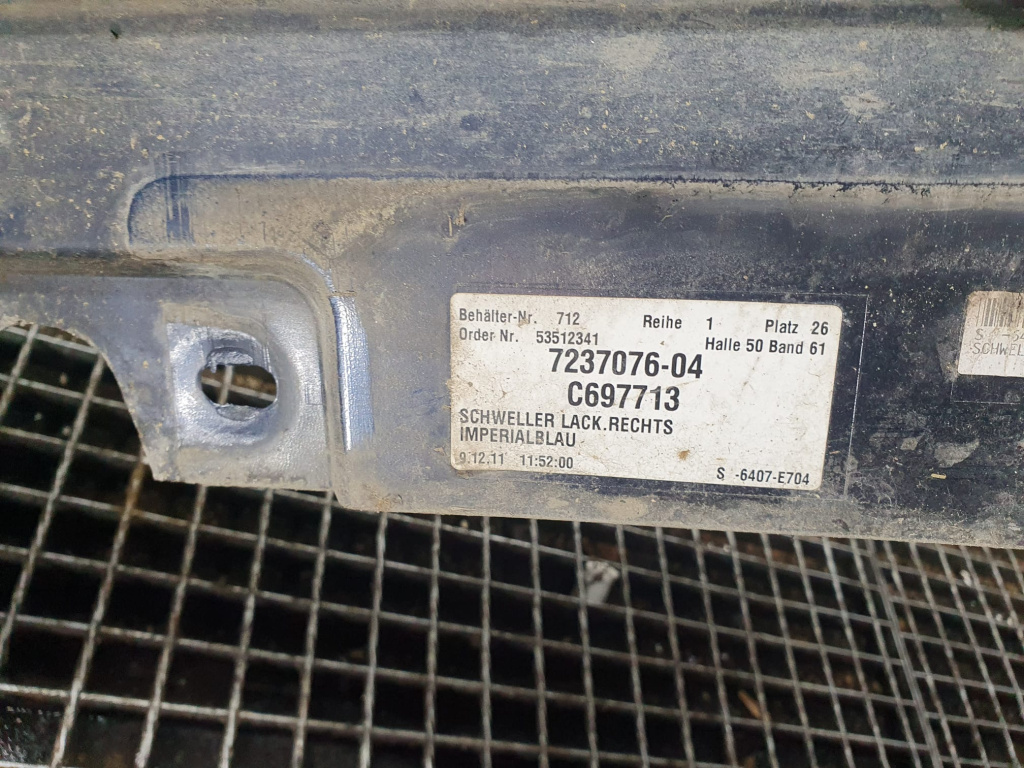 Behälter-Nr. 712 Reihe 1 Platz 26
Order Nr. 53512341 Halle 50 Band 61
7237076-04
C697713
SCHWELLER LACK.RECHTS
IMPERIALBLAU
9.12.11 11:52:00 S -6407-E704
SCHWEL